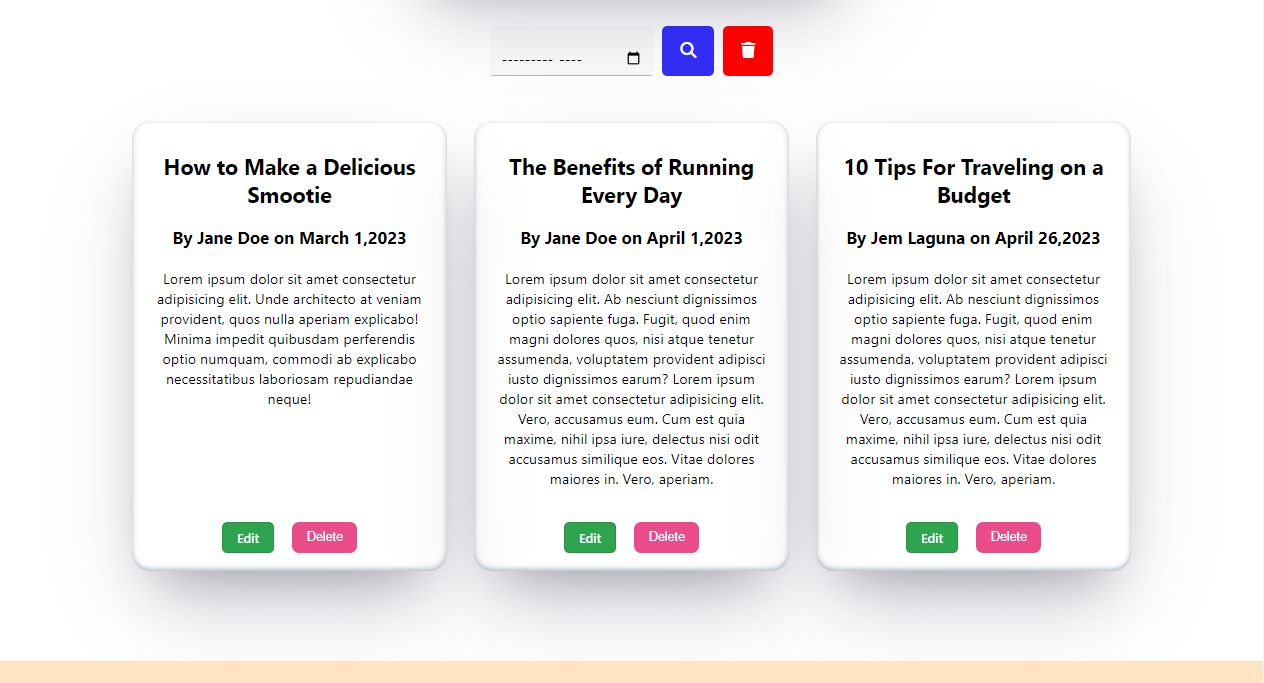 --------- ----
How to Make a Delicious
Smootie
By Jane Doe on March 1,2023
Lorem ipsum dolor sit amet consectetur
adipisicing elit. Unde architecto at veniam
provident, quos nulla aperiam explicabo!
Minima impedit quibusdam perferendis
optio numquam, commodi ab explicabo
necessitatibus laboriosam repudiandae
neque!
Edit Delete
The Benefits of Running
Every Day
By Jane Doe on April 1,2023
Lorem ipsum dolor sit amet consectetur
adipisicing elit. Ab nesciunt dignissimos
optio sapiente fuga. Fugit, quod enim
magni dolores quos, nisi atque tenetur
assumenda, voluptatem provident adipisci
iusto dignissimos earum? Lorem ipsum
dolor sit amet consectetur adipisicing elit.
Vero, accusamus eum. Cum est quia
maxime, nihil ipsa iure, delectus nisi odit
accusamus similique eos. Vitae dolores
maiores in. Vero, aperiam.
Edit Delete
10 Tips For Traveling on a
Budget
By Jem Laguna on April 26,2023
Lorem ipsum dolor sit amet consectetur
adipisicing elit. Ab nesciunt dignissimos
optio sapiente fuga. Fugit, quod enim
magni dolores quos, nisi atque tenetur
assumenda, voluptatem provident adipisci
iusto dignissimos earum? Lorem ipsum
dolor sit amet consectetur adipisicing elit.
Vero, accusamus eum. Cum est quia
maxime, nihil ipsa iure, delectus nisi odit
accusamus similique eos. Vitae dolores
maiores in. Vero, aperiam.
Edit Delete